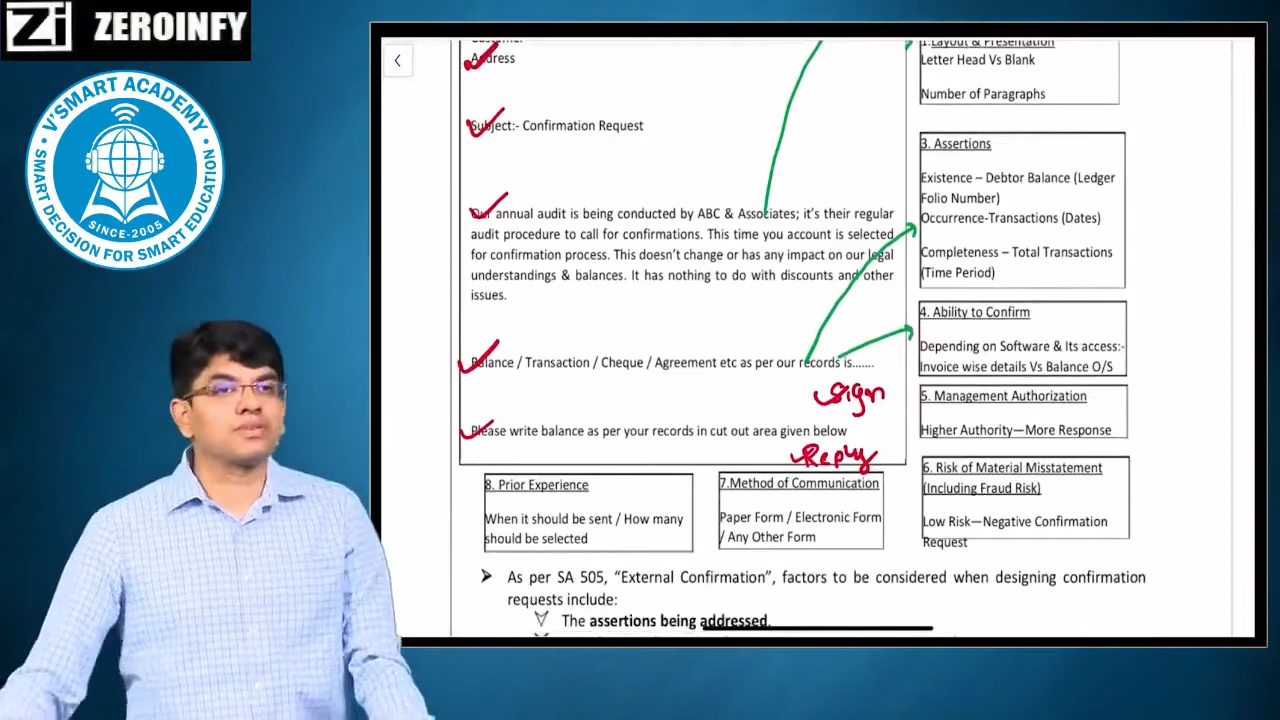 Zi ZEROINFY
V'SMART ACADEMY
SINCE-2005
SMART DECISION FOR SMART EDUCATION
Address
Subject:- Confirmation Request
Our annual audit is being conducted by ABC & Associates; it's their regular
audit procedure to call for confirmations. This time you account is selected
for confirmation process. This doesn't change or has any impact on our legal
understandings & balances. It has nothing to do with discounts and other
issues.
Balance / Transaction / Cheque / Agreement etc as per our records is.......
Sign
Please write balance as per your records in cut out area given below
Reply
1.Layout & Presentation
Letter Head Vs Blank
Number of Paragraphs
3. Assertions
Existence – Debtor Balance (Ledger
Folio Number)
Occurrence-Transactions (Dates)
Completeness – Total Transactions
(Time Period)
4. Ability to Confirm
Depending on Software & Its access:-
Invoice wise details Vs Balance O/S
5. Management Authorization
Higher Authority—More Response
6. Risk of Material Misstatement
(Including Fraud Risk)
Low Risk—Negative Confirmation
Request
8. Prior Experience
When it should be sent / How many
should be selected
7.Method of Communication
Paper Form / Electronic Form
/ Any Other Form
As per SA 505, “External Confirmation”, factors to be considered when designing confirmation
requests include:
The assertions being addressed.